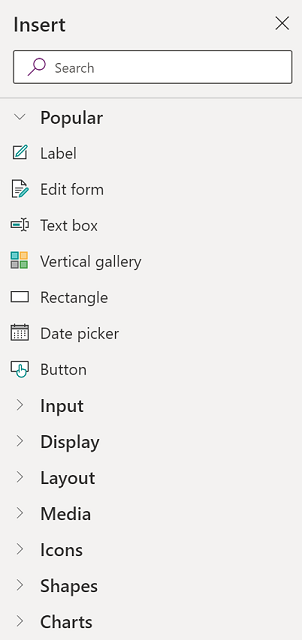 Insert
Search
Popular
Label
Edit form
Text box
Vertical gallery
Rectangle
Date picker
Button
Input
Display
Layout
Media
Icons
Shapes
Charts